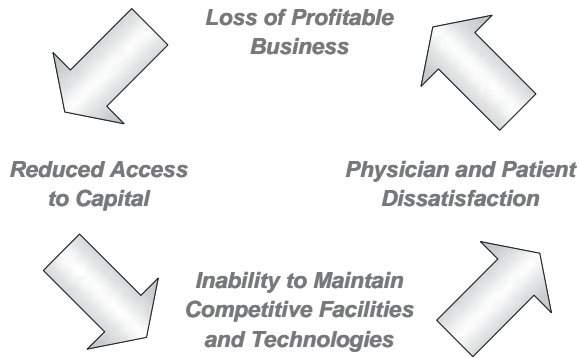 Loss of Profitable
Business
Reduced Access
to Capital
Physician and Patient
Dissatisfaction
Inability to Maintain
Competitive Facilities
and Technologies